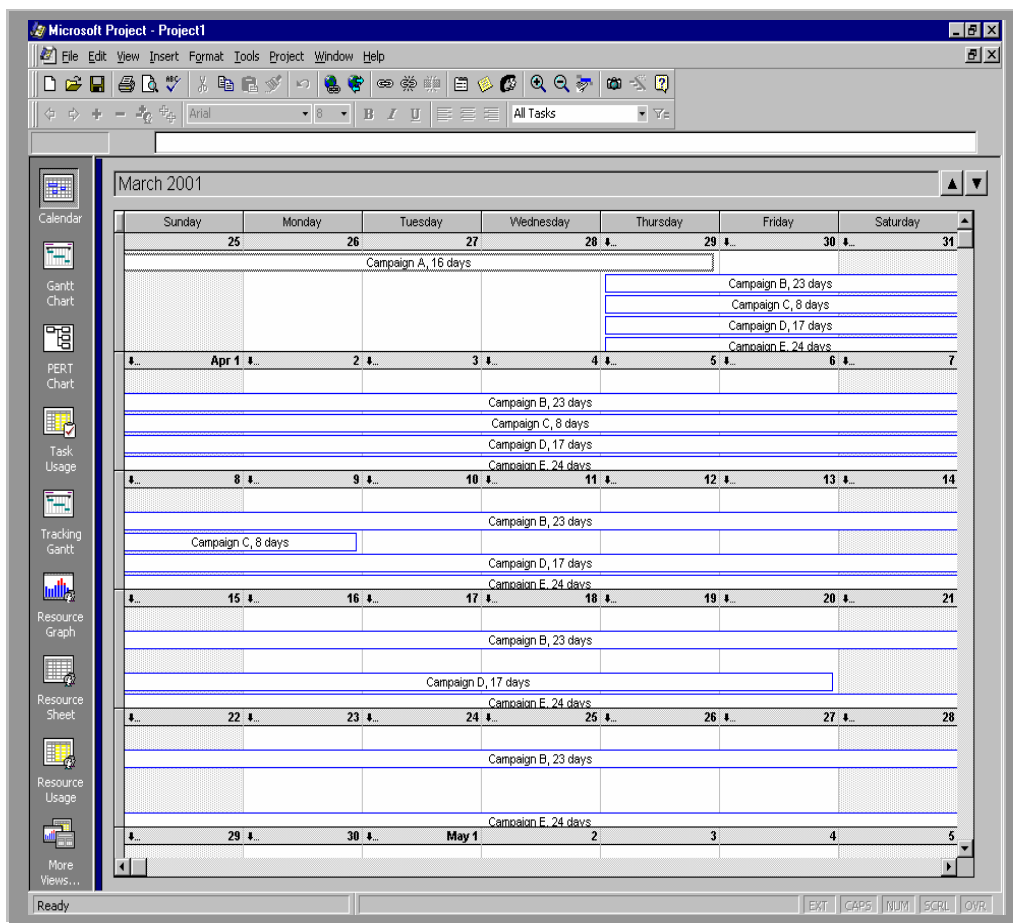 Microsoft Project - Project1
File Edit View Insert Format Tools Project Window Help
ABC
Arial 8 B I U All Tasks
March 2001
Calendar
Gantt
Chart
PERT
Chart
Task
Usage
Tracking
Gantt
Resource
Graph
Resource
Sheet
Resource
Usage
More
Views...
Sunday Monday Tuesday Wednesday Thursday Friday Saturday
25 26 27 28 29 30 31
Campaign A, 16 days
Campaign B, 23 days
Campaign C, 8 days
Campaign D, 17 days
Campaign E, 24 days
Apr 1 2 3 4 5 6 7
Campaign B, 23 days
Campaign C, 8 days
Campaign D, 17 days
Campaign E, 24 days
8 9 10 11 12 13 14
Campaign B, 23 days
Campaign C, 8 days
Campaign D, 17 days
Campaign E, 24 days
15 16 17 18 19 20 21
Campaign B, 23 days
Campaign D, 17 days
Campaign E, 24 days
22 23 24 25 26 27 28
Campaign B, 23 days
Campaign E, 24 days
29 30 May 1 2 3 4 5
Ready EXT CAPS NUM SCRL OVR